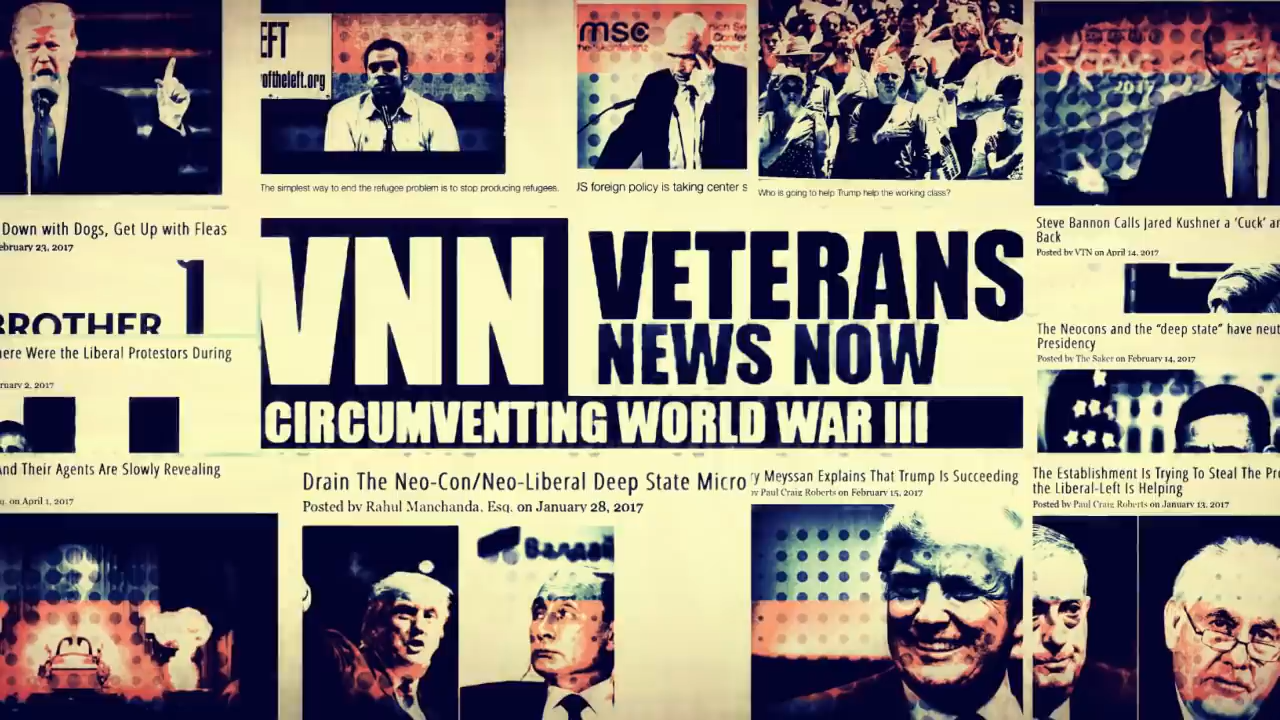 EFT
oftheleft.org
msc
CPAC
2017
The simplest way to end the refugee problem is to stop producing refugees.
US foreign policy is taking center s
Who is going to help Trump help the working class?
Down with Dogs, Get Up with Fleas
ebruary 23, 2017
BROTHER
here Were the Liberal Protestors During
ruary 2, 2017
And Their Agents Are Slowly Revealing
q. on April 1, 2017
VNN
VETERANS
NEWS NOW
CIRCUMVENTING WORLD WAR III
Steve Bannon Calls Jared Kushner a 'Cuck' an
Back
Posted by VTN on April 14, 2017
The Neocons and the "deep state" have neut
Presidency
Posted by The Saker on February 14, 2017
Drain The Neo-Con/Neo-Liberal Deep State Micro
Posted by Rahul Manchanda, Esq. on January 28, 2017
ry Meyssan Explains That Trump Is Succeeding
by Paul Craig Roberts on February 15, 2017
The Establishment Is Trying To Steal The Pr
the Liberal-Left Is Helping
Posted by Paul Craig Roberts on January 13, 2017